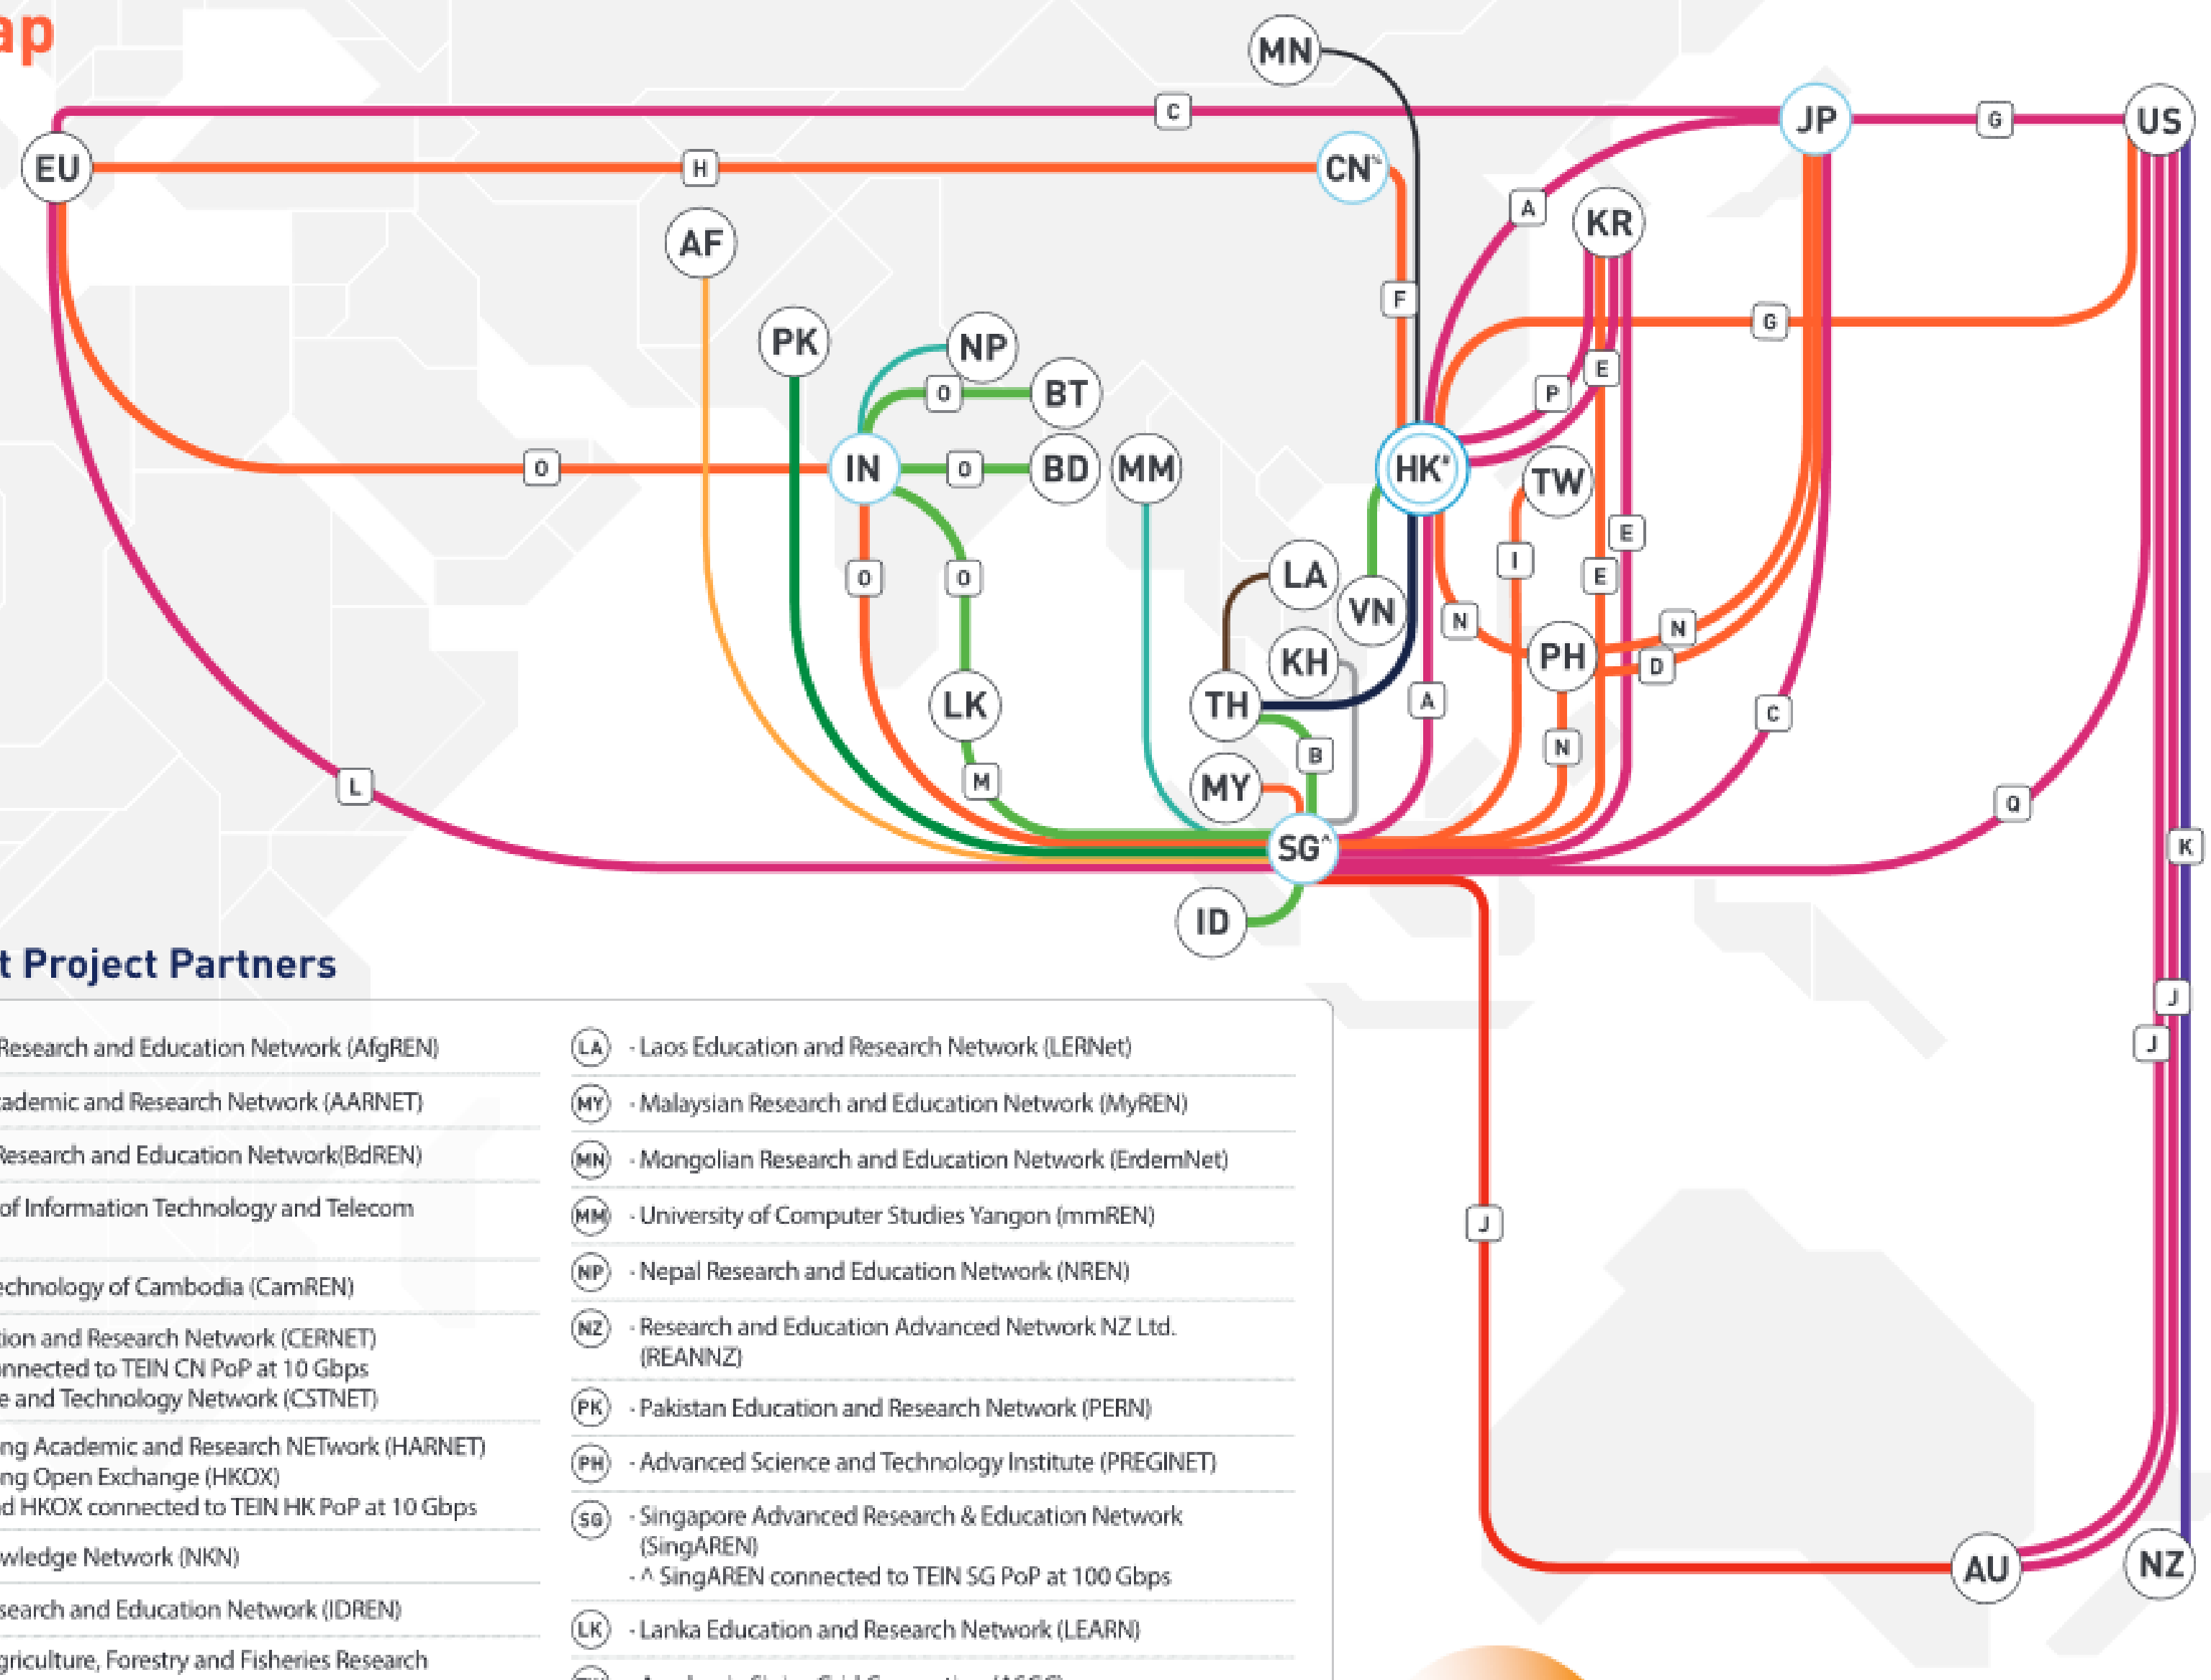 ap
MN
C
JP
G
US
EU
H
CN
A
KR
AF
F
PK
NP
G
O
BT
E
P
O
IN
O
BD
MM
HK
TW
E
I
O
O
LA
E
VN
N
N
PH
KH
D
LK
TH
A
C
N
B
M
MY
L
Q
SG^
K
ID
J
J
J
AU
NZ
t Project Partners
Research and Education Network (AfgREN)
ademic and Research Network (AARNET)
Research and Education Network(BdREN)
of Information Technology and Telecom
echnology of Cambodia (CamREN)
tion and Research Network (CERNET)
onnected to TEIN CN PoP at 10 Gbps
e and Technology Network (CSTNET)
ng Academic and Research NETwork (HARNET)
ng Open Exchange (HKOX)
d HKOX connected to TEIN HK PoP at 10 Gbps
wledge Network (NKN)
search and Education Network (IDREN)
griculture, Forestry and Fisheries Research
LA - Laos Education and Research Network (LERNet)
MY - Malaysian Research and Education Network (MyREN)
MN - Mongolian Research and Education Network (ErdemNet)
MM - University of Computer Studies Yangon (mmREN)
NP - Nepal Research and Education Network (NREN)
NZ - Research and Education Advanced Network NZ Ltd.
(REANNZ)
PK - Pakistan Education and Research Network (PERN)
PH - Advanced Science and Technology Institute (PREGINET)
SG - Singapore Advanced Research & Education Network
(SingAREN)
- ^ SingAREN connected to TEIN SG PoP at 100 Gbps
LK - Lanka Education and Research Network (LEARN)